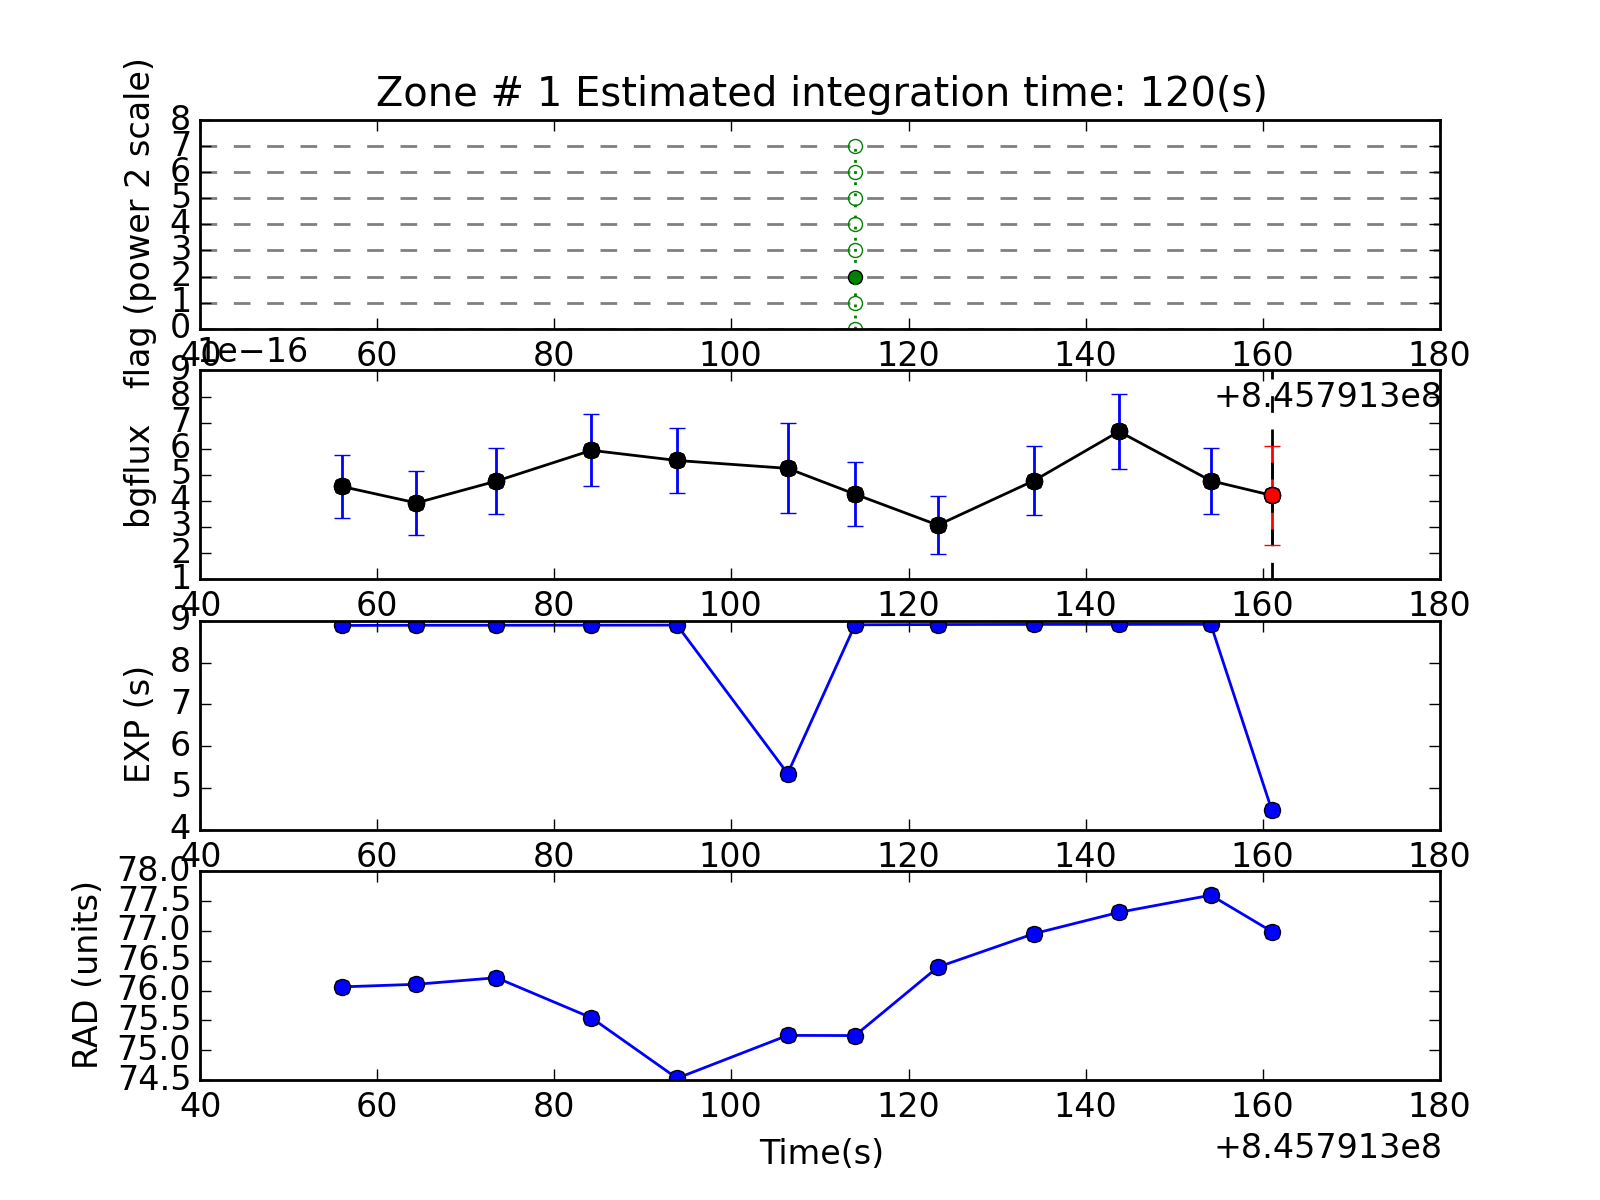 Zone # 1 Estimated integration time: 120(s)
flag (power 2 scale)
8
7
6
5
4
3
2
1
0
40 60 80 100 120 140 160 180
1e−16
+8.457913e8
bgflux
9
8
7
6
5
4
3
2
1
40 60 80 100 120 140 160 180
EXP (s)
9
8
7
6
5
4
40 60 80 100 120 140 160 180
RAD (units)
78.0
77.5
77.0
76.5
76.0
75.5
75.0
74.5
40 60 80 100 120 140 160 180
Time(s)
+8.457913e8